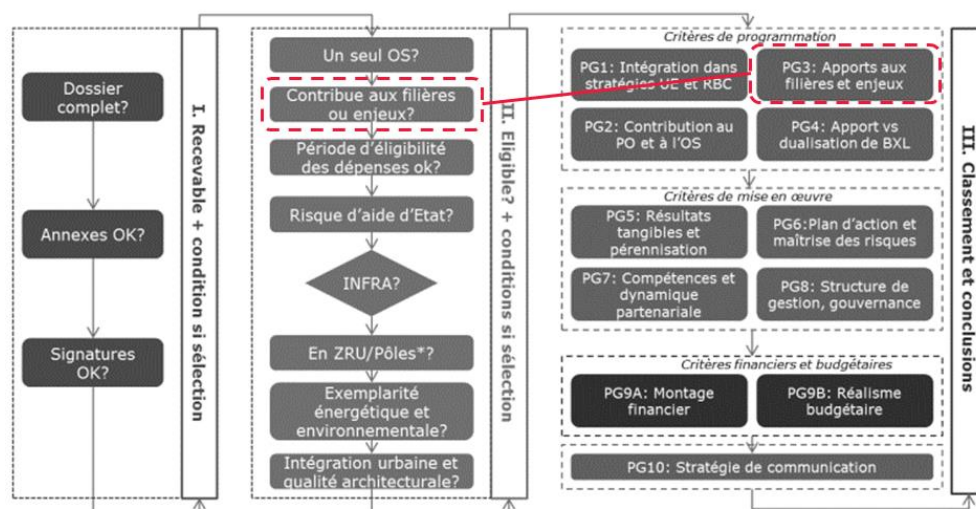 Dossier
complet?
Annexes OK?
Signatures
OK?
I. Recevable + condition si sélection
Un seul OS?
Contribue aux filières
ou enjeux?
Période d'éligibilité
des dépenses ok?
Risque d'aide d'Etat?
INFRA?
En ZRU/Pôles*?
Exemplarité
énergétique et
environnementale?
Intégration urbaine et
qualité architecturale?
II. Eligible? + conditions si sélection
Critères de programmation
PG1: Intégration dans
stratégies UE et RBC
PG3: Apports aux
filières et enjeux
PG2: Contribution au
PO et à l'OS
PG4: Apport vs
dualisation de BXL
Critères de mise en œuvre
PG5: Résultats
tangibles et
pérennisation
PG6:Plan d'action et
maîtrise des risques
PG7: Compétences et
dynamique
partenariale
PG8: Structure de
gestion, gouvernance
Critères financiers et budgétaires
PG9A: Montage
financier
PG9B: Réalisme
budgétaire
PG10: Stratégie de communication
III. Classement et conclusions